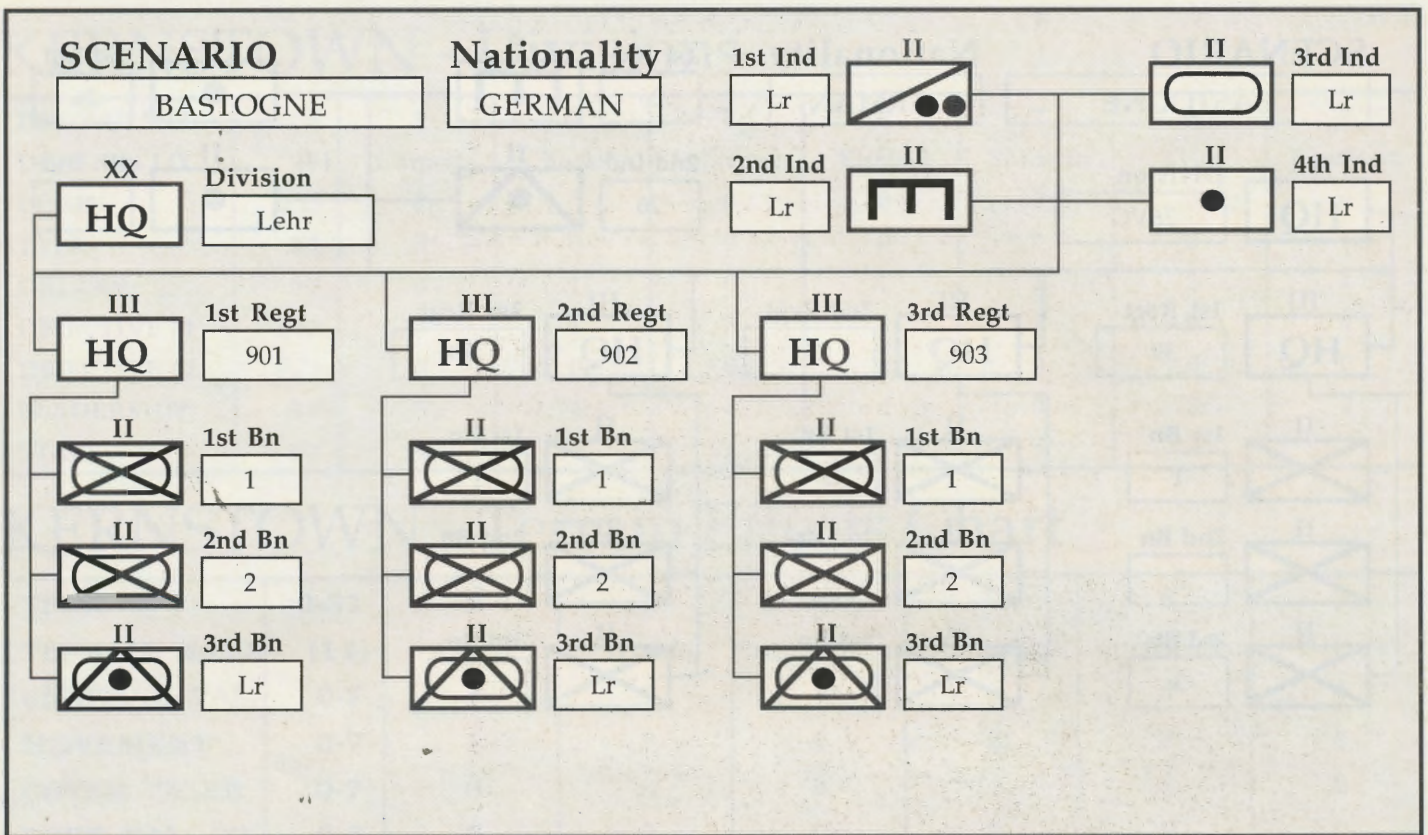 SCENARIO
BASTOGNE
Nationality
GERMAN
1st Ind
Lr
II
II
3rd Ind
Lr
2nd Ind
Lr
II
II
4th Ind
Lr
XX
HQ
Division
Lehr
III
HQ
1st Regt
901
III
HQ
2nd Regt
902
III
HQ
3rd Regt
903
II
1st Bn
1
II
1st Bn
1
II
1st Bn
1
II
2nd Bn
2
II
2nd Bn
2
II
2nd Bn
2
II
3rd Bn
Lr
II
3rd Bn
Lr
II
3rd Bn
Lr